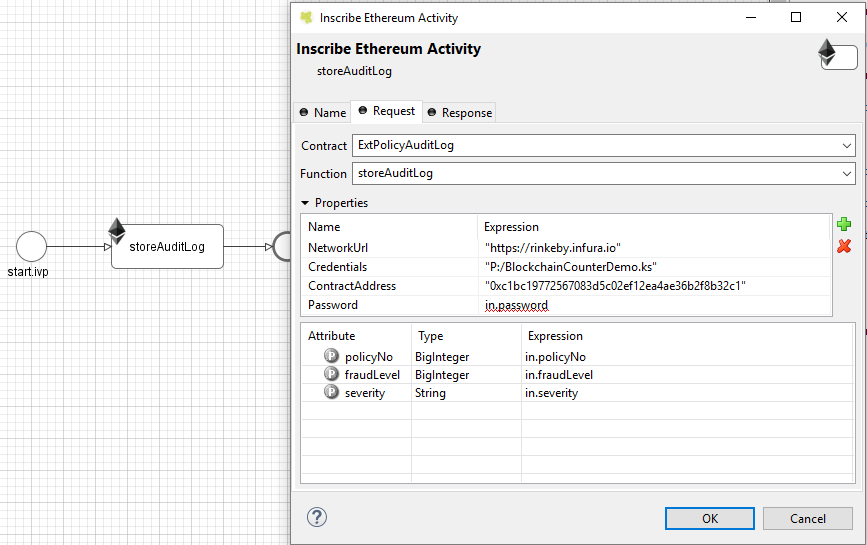 Inscribe Ethereum Activity
Inscribe Ethereum Activity
storeAuditLog
Name Request Response
Contract ExtPolicyAuditLog
Function storeAuditLog
Properties
Name Expression
NetworkUrl "https://rinkeby.infura.io"
Credentials "P:/BlockchainCounterDemo.ks"
ContractAddress "0xc1bc19772567083d5c02ef12ea4ae36b2f8b32c1"
Password in.password
Attribute Type Expression
P policyNo BigInteger in.policyNo
P fraudLevel BigInteger in.fraudLevel
P severity String in.severity
? OK Cancel
storeAuditLog
start.ivp